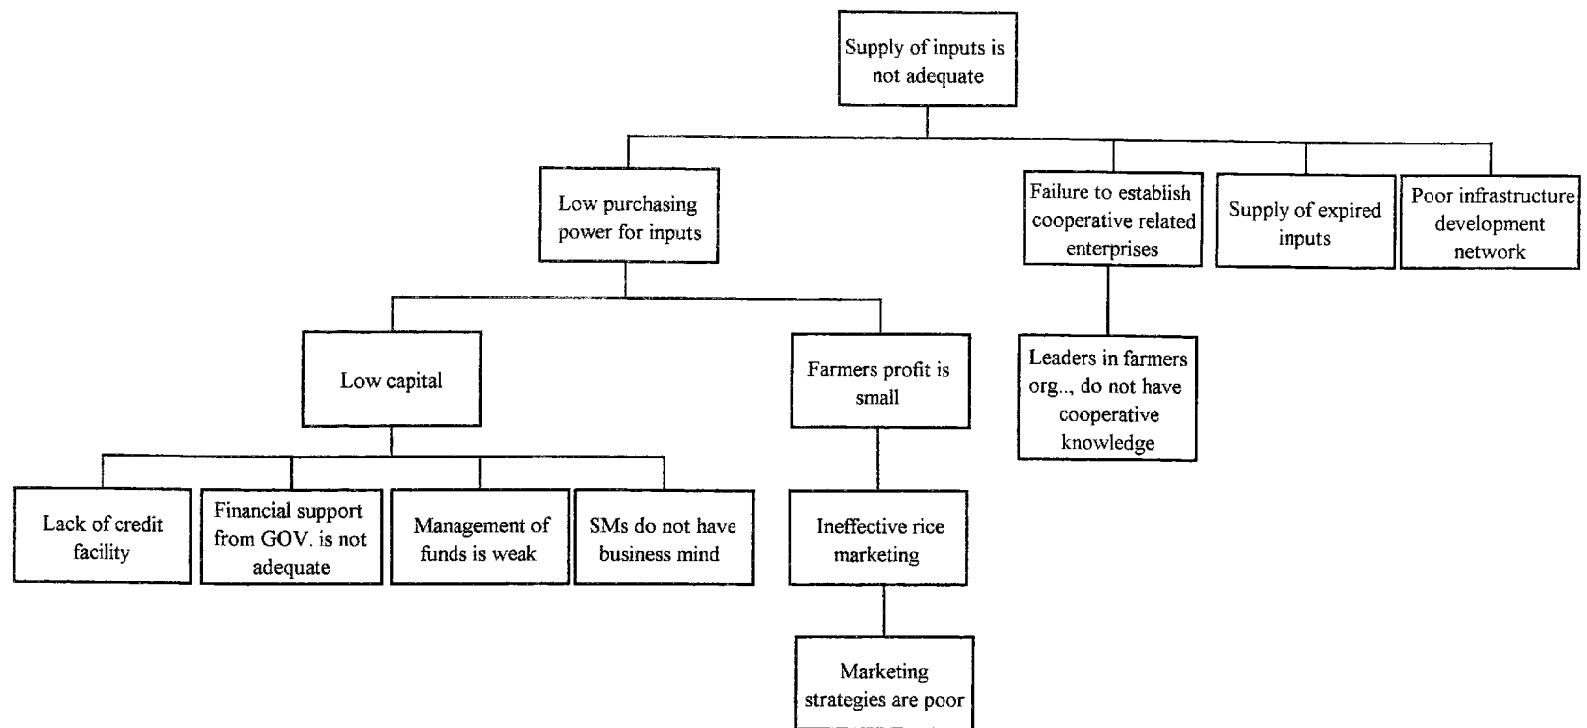 Supply of inputs is
not adequate
Low purchasing
power for inputs
Failure to establish
cooperative related
enterprises
Supply of expired
inputs
Poor infrastructure
development
network
Low capital
Farmers profit is
small
Leaders in farmers
org.., do not have
cooperative
knowledge
Lack of credit
facility
Financial support
from GOV. is not
adequate
Management of
funds is weak
SMs do not have
business mind
Ineffective rice
marketing
Marketing
strategies are poor